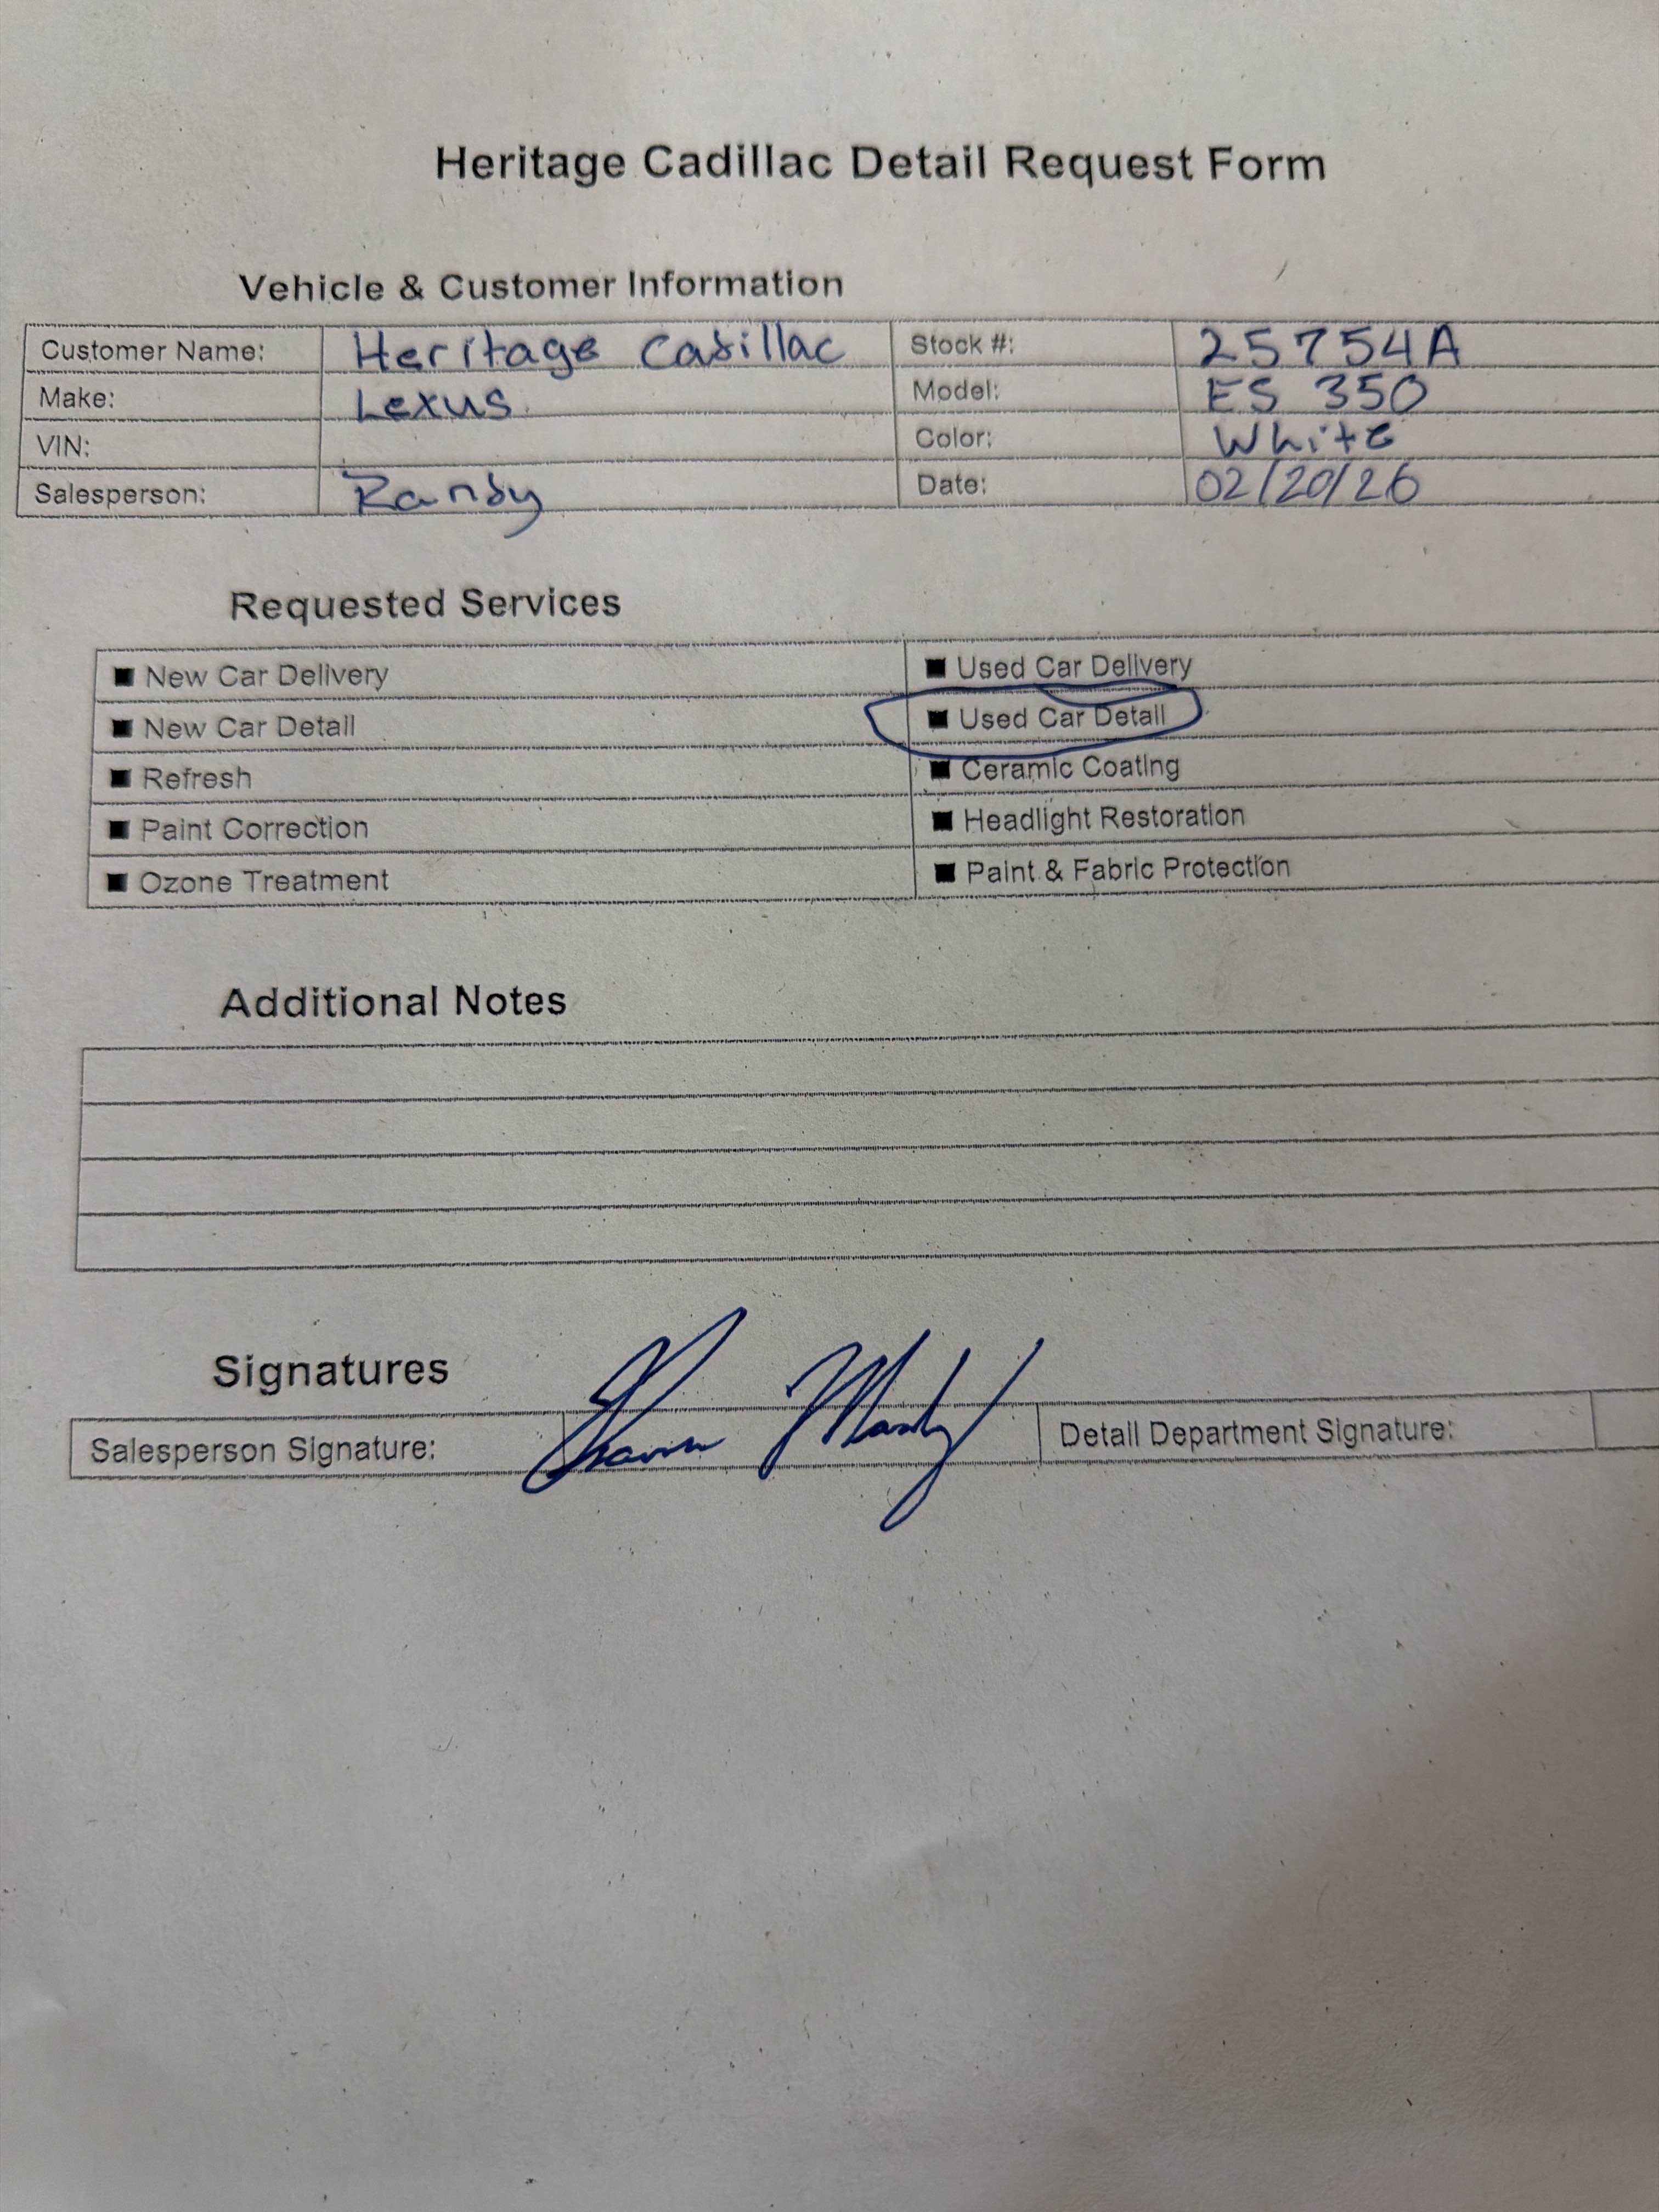 Heritage Cadillac Detail Request Form
Vehicle & Customer Information
Customer Name: Heritage Cadillac Stock #: 25754A
Make: Lexus Model: ES 350
VIN: Color: White
Salesperson: Randy Date: 02/20/26
Requested Services
■ New Car Delivery ■ Used Car Delivery
■ New Car Detail ■ Used Car Detail
■ Refresh ■ Ceramic Coating
■ Paint Correction ■ Headlight Restoration
■ Ozone Treatment ■ Paint & Fabric Protection
Additional Notes
Signatures
Salesperson Signature: Detail Department Signature: